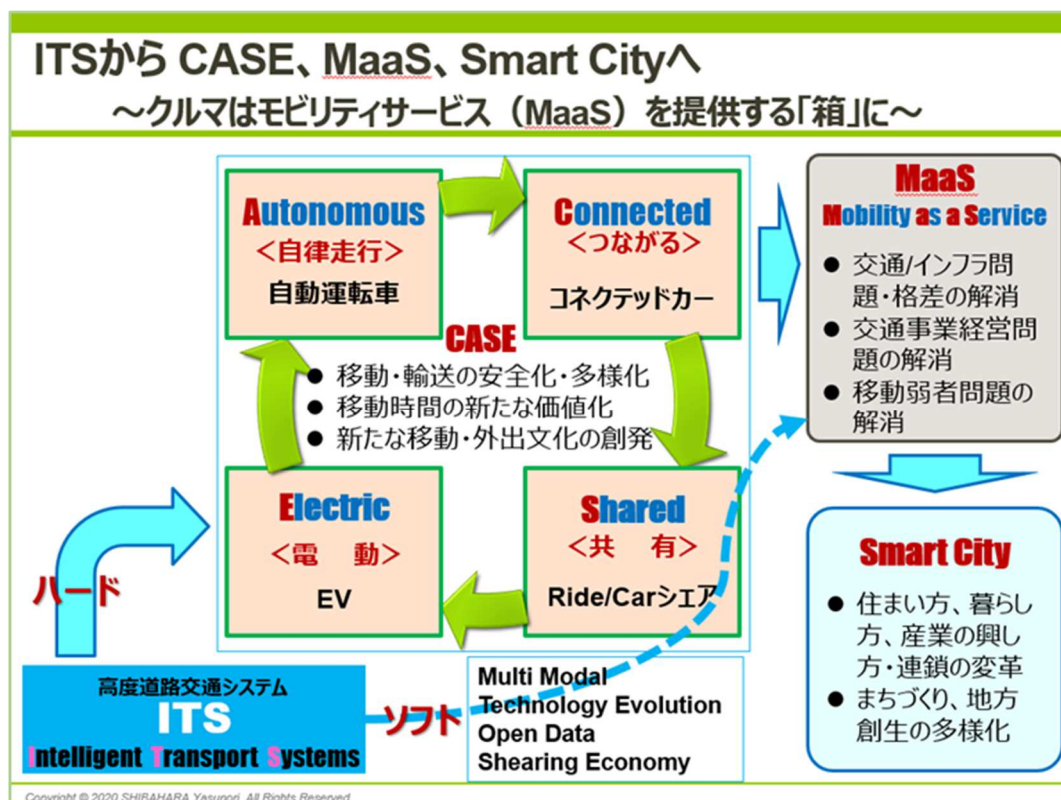 ITSから CASE、MaaS、Smart Cityへ
～クルマはモビリティサービス（MaaS）を提供する「箱」に～
Autonomous
＜自律走行＞
自動運転車
Connected
＜つながる＞
コネクテッドカー
CASE
● 移動・輸送の安全化・多様化
● 移動時間の新たな価値化
● 新たな移動・外出文化の創発
Electric
＜電　動＞
EV
Shared
＜共　有＞
Ride/Carシェア
MaaS
Mobility as a Service
● 交通/インフラ問
題・格差の解消
● 交通事業経営問
題の解消
● 移動弱者問題の
解消
Smart City
● 住まい方、暮らし
方、産業の興し
方・連鎖の変革
● まちづくり、地方
創生の多様化
ハード
高度道路交通システム
ITS
Intelligent Transport Systems
ソフト
Multi Modal
Technology Evolution
Open Data
Shearing Economy
Copyright © 2020 SHIBAHARA Yasunori. All Rights Reserved